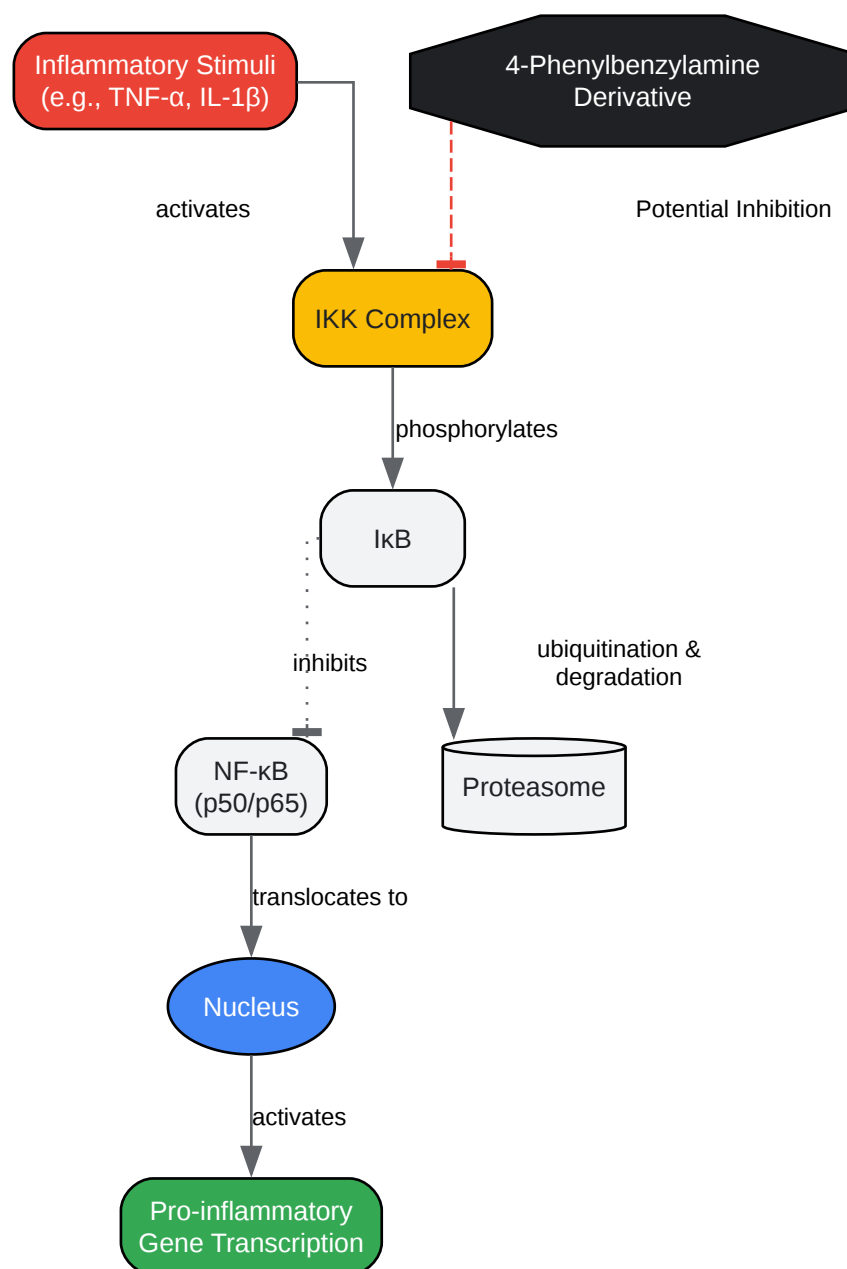 Inflammatory Stimuli
(e.g., TNF-α, IL-1β)
4-Phenylbenzylamine
Derivative
activates
Potential Inhibition
IKK Complex
phosphorylates
IκB
inhibits
ubiquitination &
degradation
NF-κB
(p50/p65)
Proteasome
translocates to
Nucleus
activates
Pro-inflammatory
Gene Transcription